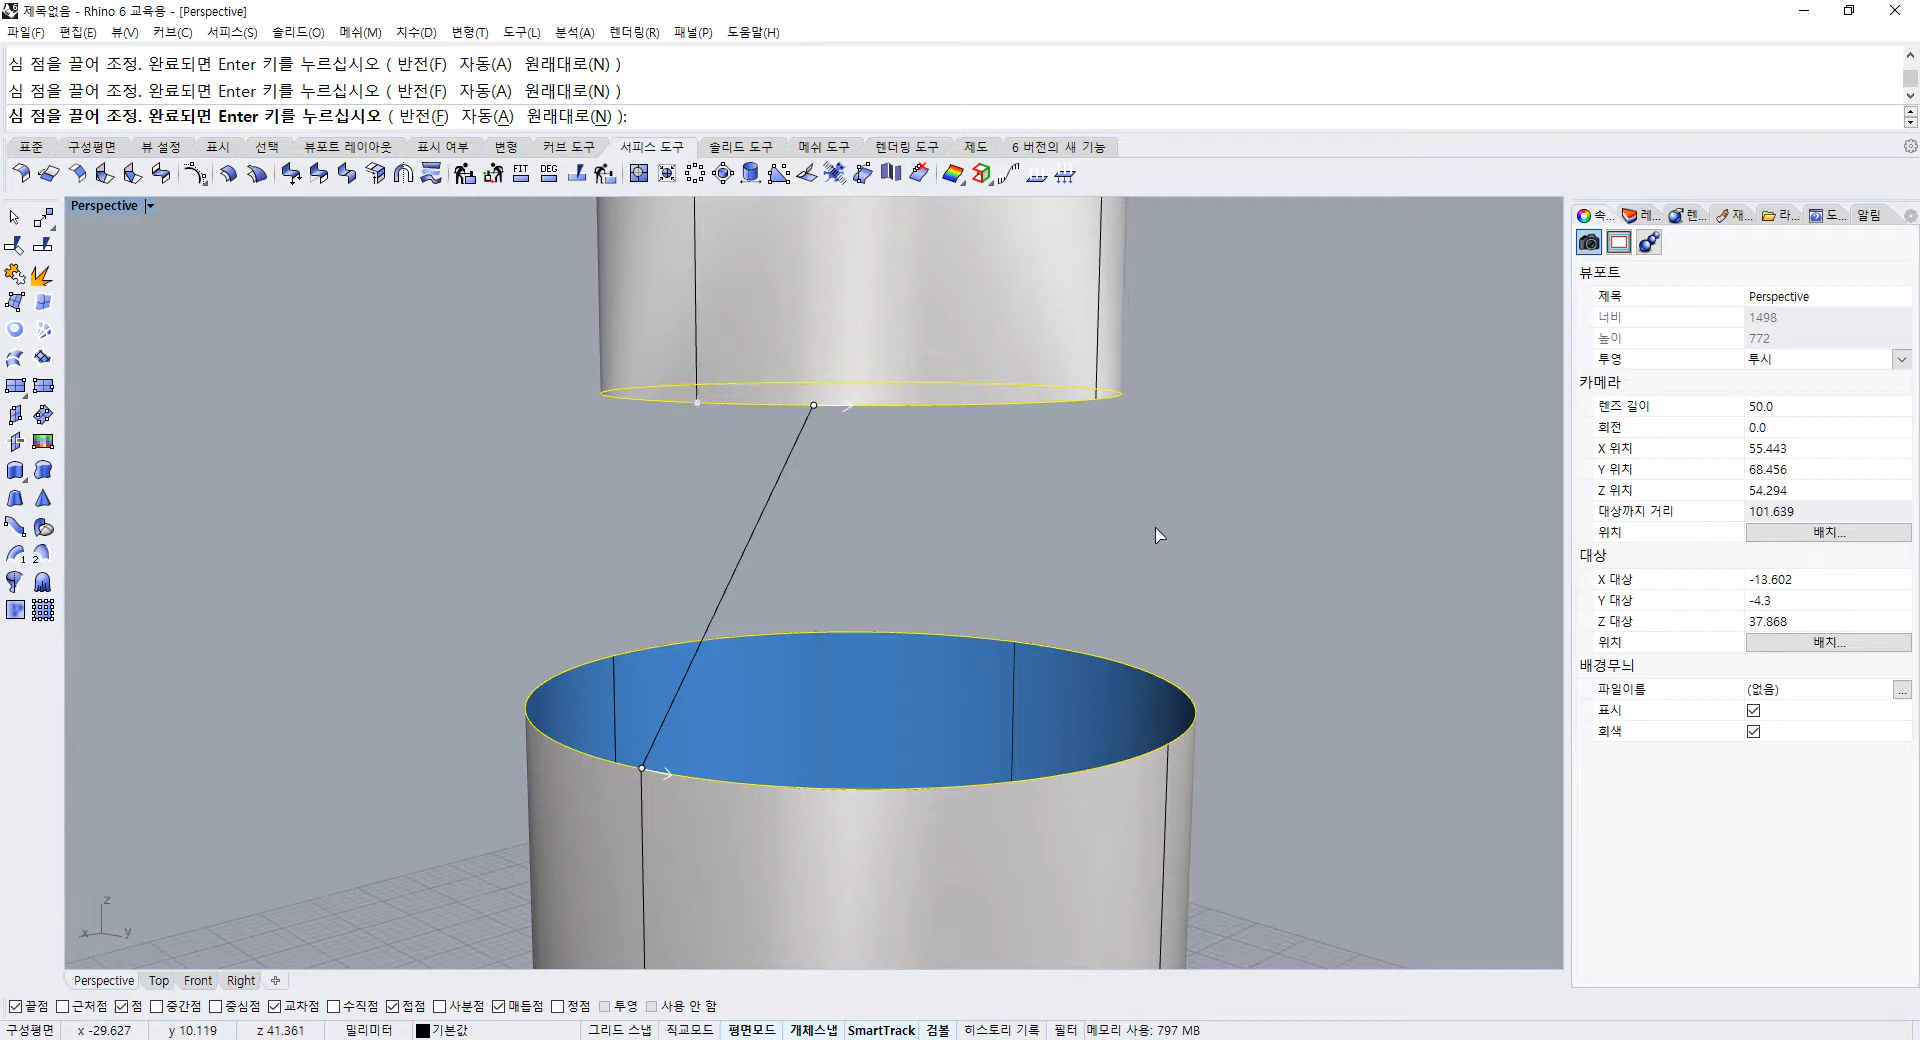 제목없음 - Rhino 6 교육용 - [Perspective]
파일(F) 편집(E) 뷰(V) 커브(C) 서피스(S) 솔리드(O) 메쉬(M) 치수(D) 변형(T) 도구(L) 분석(A) 렌더링(R) 패널(P) 도움말(H)
심 점을 끌어 조정. 완료되면 Enter 키를 누르십시오 ( 반전(F) 자동(A) 원래대로(N) )
심 점을 끌어 조정. 완료되면 Enter 키를 누르십시오 ( 반전(F) 자동(A) 원래대로(N) )
심 점을 끌어 조정. 완료되면 Enter 키를 누르십시오 ( 반전(F) 자동(A) 원래대로(N) ):
표준 구성평면 뷰 설정 선택 뷰포트 레이아웃 표시 여부 변형 커브 도구 서피스 도구 솔리드 도구 메쉬 도구 렌더링 도구 제도 6 버전의 새 기능
FIT DEG
Perspective
속... 레... 렌... 재... 라... 도... 알림
뷰포트
제목 Perspective
너비 1498
높이 772
투영 투시
카메라
렌즈 길이 50.0
회전 0.0
X 위치 55.443
Y 위치 68.456
Z 위치 54.294
대상까지 거리 101.639
위치 배치...
대상
X 대상 -13.602
Y 대상 -4.3
Z 대상 37.868
위치 배치...
배경무늬
파일이름 (없음) ...
표시
회색
z
x y
Perspective Top Front Right
끝점 근처점 점 중간점 중심점 교차점 수직점 접점 사분점 매듭점 정점 투영 사용 안 함
구성평면 x -29.627 y 10.119 z 41.361 밀리미터 기본값 그리드 스냅 직교모드 평면모드 개체스냅 SmartTrack 검볼 히스토리 기록 필터 메모리 사용: 797 MB